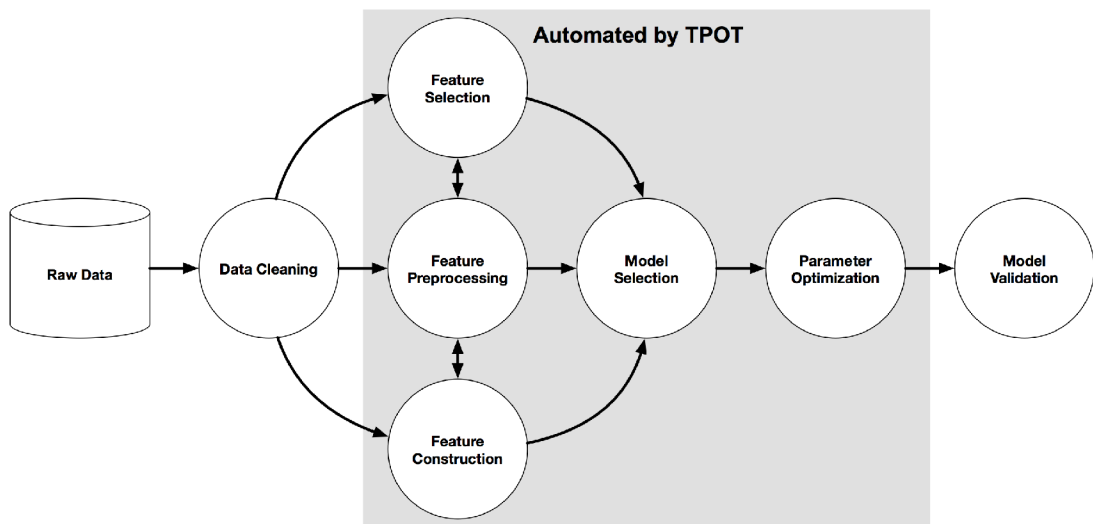 Automated by TPOT
Feature
Selection
Raw Data
Data Cleaning
Feature
Preprocessing
Model
Selection
Parameter
Optimization
Model
Validation
Feature
Construction